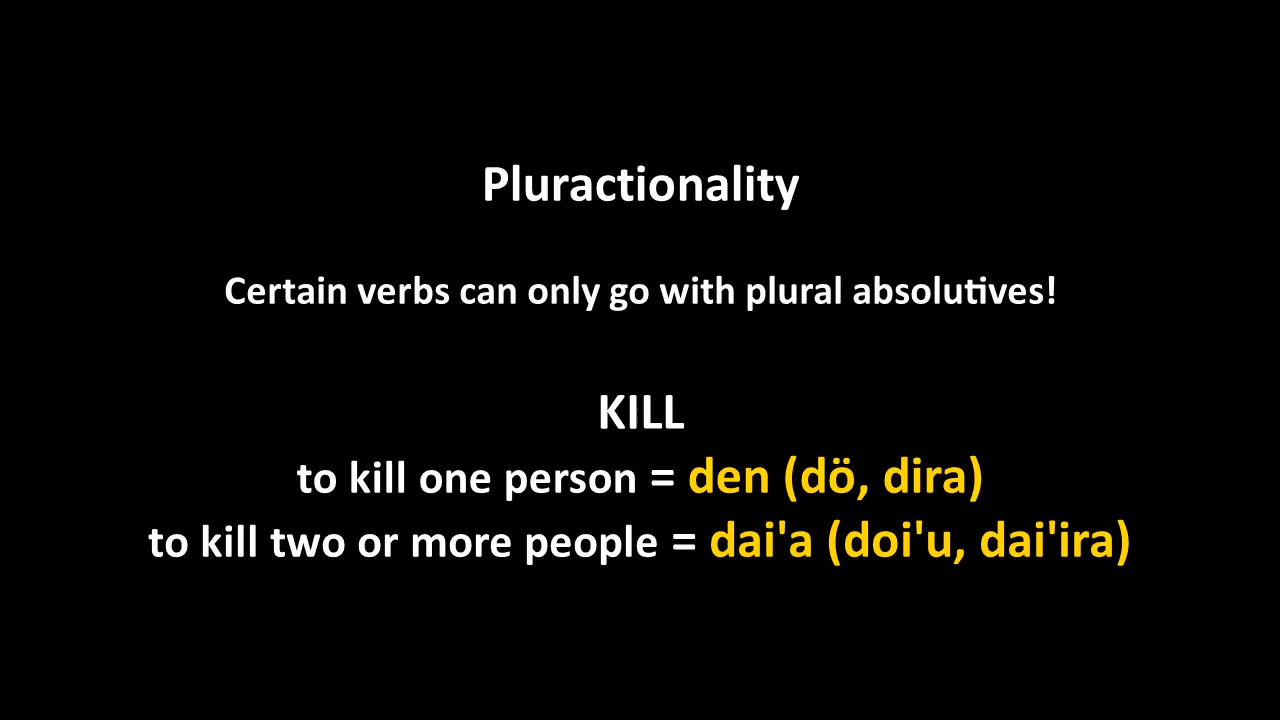 Pluractionality
Certain verbs can only go with plural absolutives!
KILL
to kill one person = den (dö, dira)
to kill two or more people = dai'a (doi'u, dai'ira)